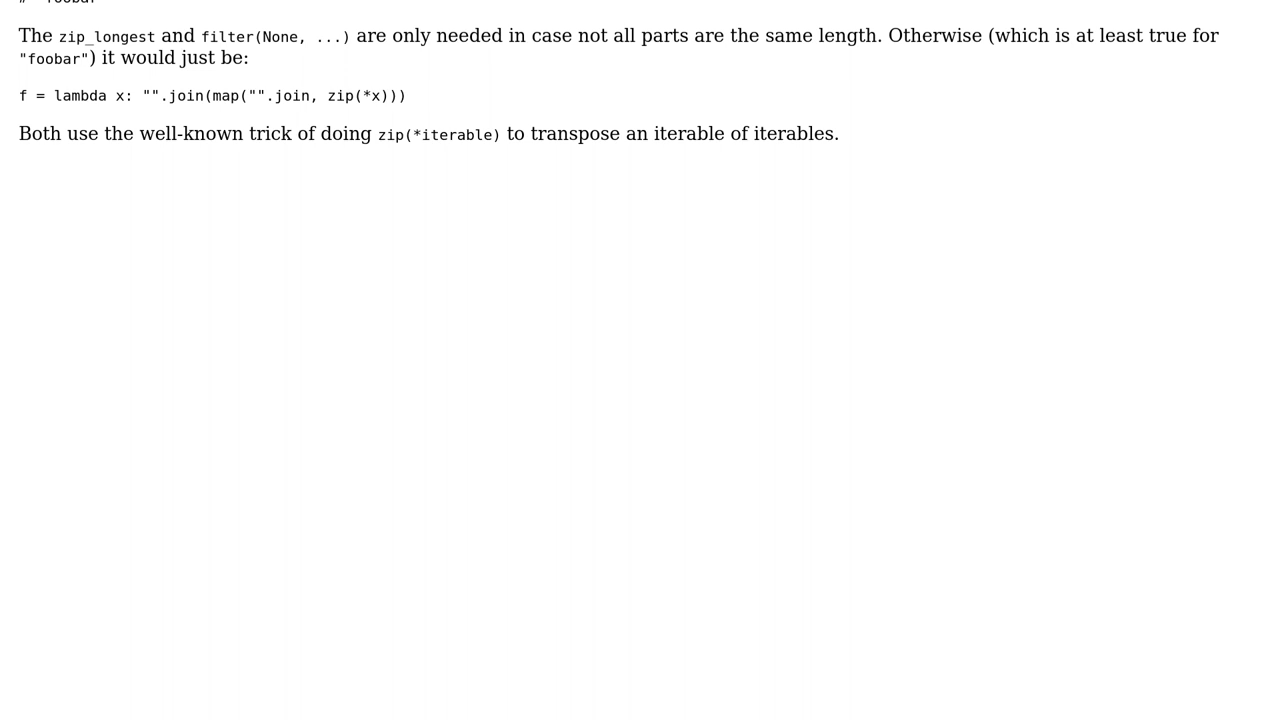 The zip_longest and filter(None, ...) are only needed in case not all parts are the same length. Otherwise (which is at least true for
"foobar") it would just be:
f = lambda x: "".join(map("".join, zip(*x)))
Both use the well-known trick of doing zip(*iterable) to transpose an iterable of iterables.